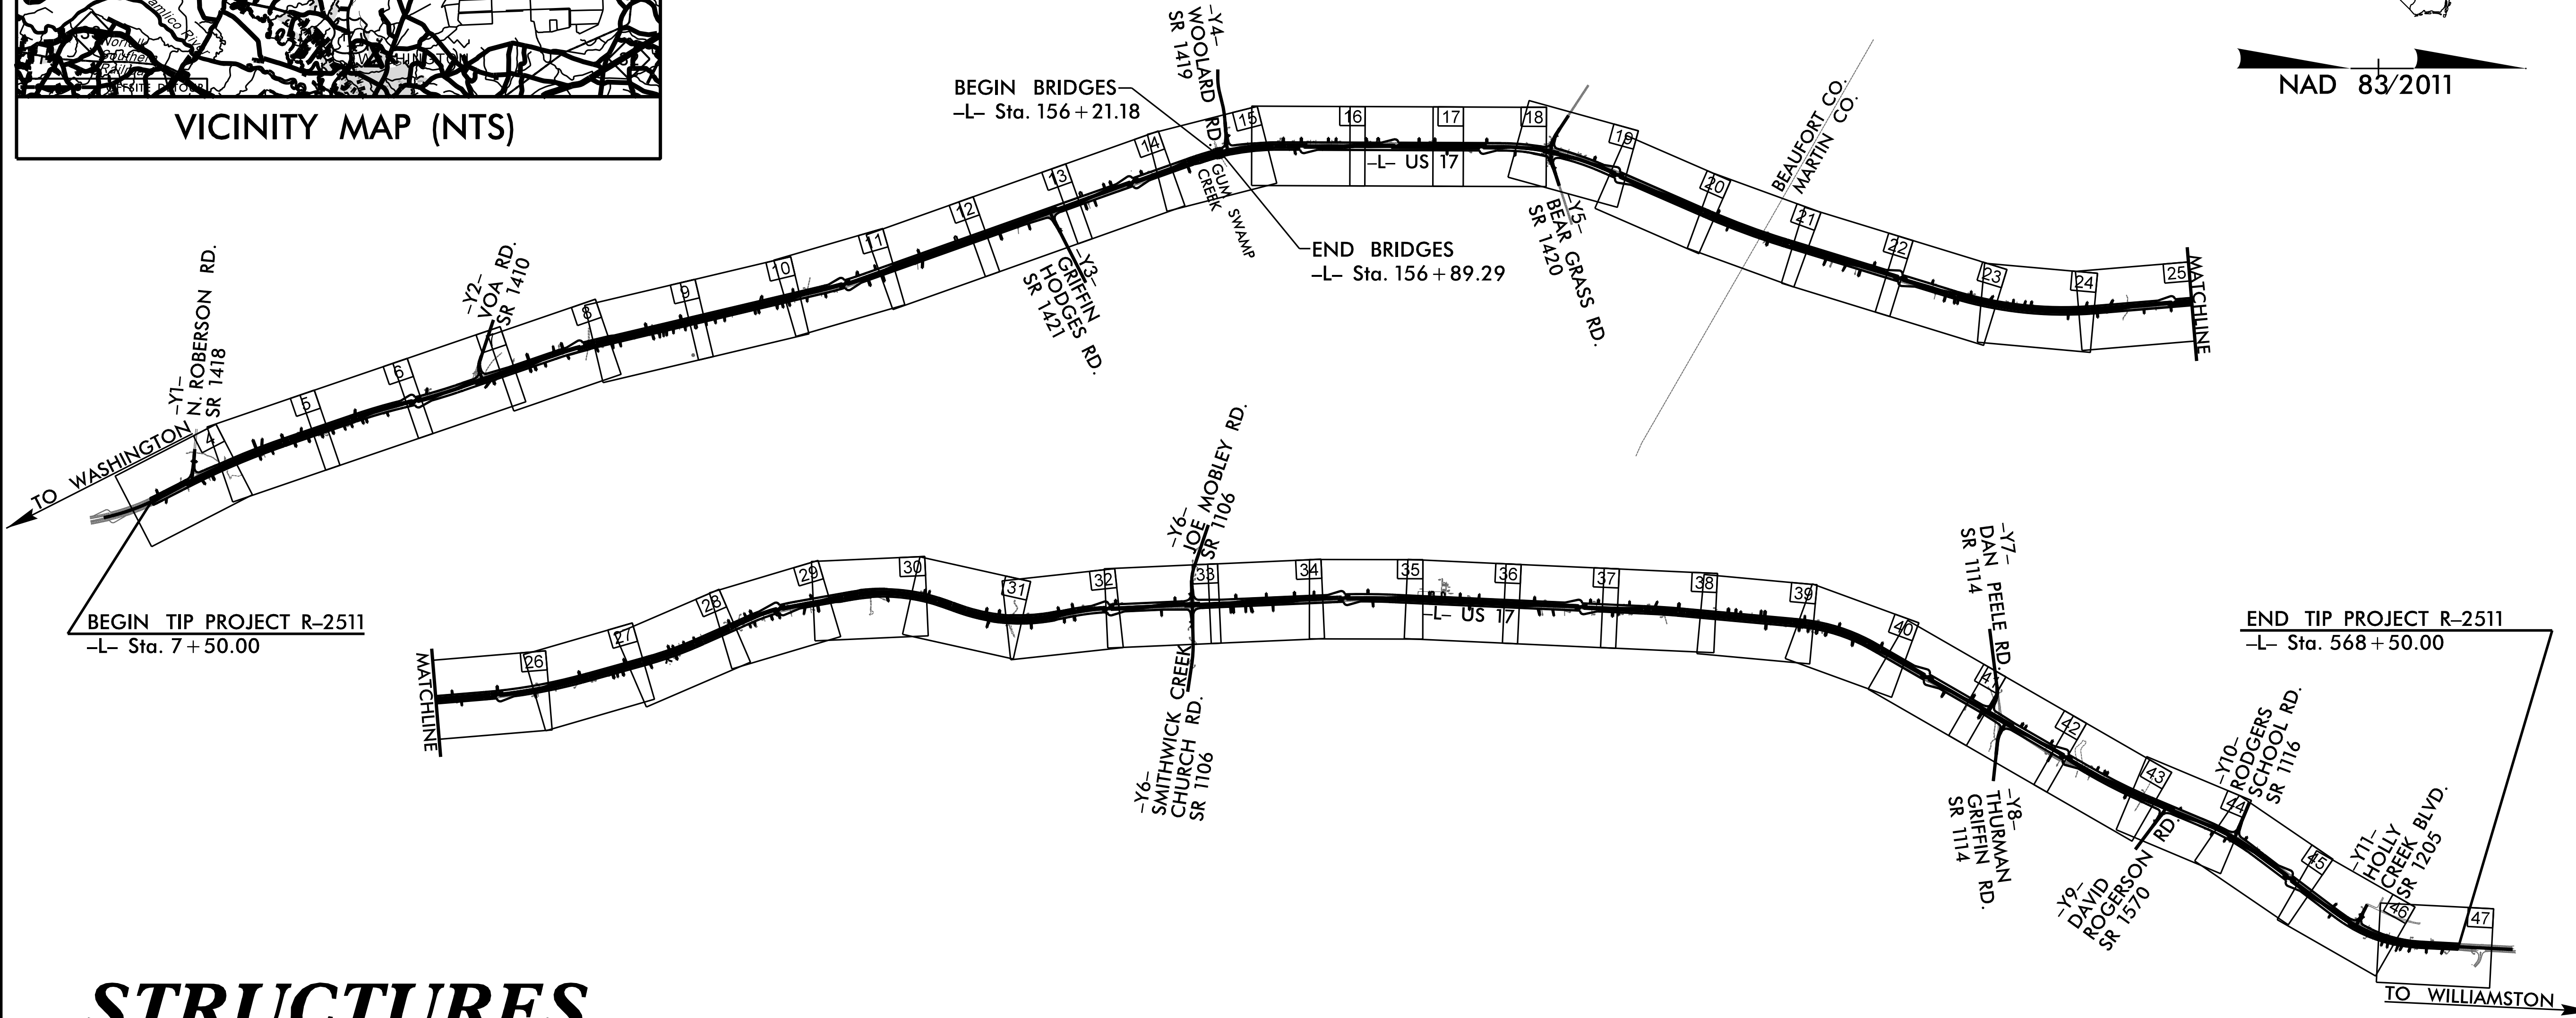 Pamlico River
Norfolk
Southern
Railroad
WASHINGTON
OFFSITE DETOUR
VICINITY MAP (NTS)
NAD 83/2011
BEGIN BRIDGES
–L– Sta. 156+21.18
–Y4–
WOOLARD RD.
SR 1419
15
16
17
18
19
–L– US 17
GUM SWAMP
CREEK
END BRIDGES
–L– Sta. 156+89.29
–Y5–
BEAR GRASS RD.
SR 1420
BEAUFORT CO.
MARTIN CO.
20
21
22
23
24
25
MATCHLINE
14
13
12
11
10
9
8
6
5
4
–Y3–
GRIFFIN
HODGES RD.
SR 1421
–Y2–
VOA RD.
SR 1410
–Y1–
N. ROBERSON RD.
SR 1418
TO WASHINGTON
BEGIN TIP PROJECT R–2511
–L– Sta. 7+50.00
MATCHLINE
26
27
28
29
30
31
32
33
34
35
36
37
38
39
40
41
42
43
44
45
46
47
–Y6–
JOE MOBLEY RD.
SR 1106
–Y6–
SMITHWICK CREEK
CHURCH RD.
SR 1106
–L– US 17
–Y7–
DAN PEELE RD.
SR 1114
–Y8–
THURMAN
GRIFFIN RD.
SR 1114
–Y9–
DAVID
ROGERSON RD.
SR 1570
–Y10–
RODGERS
SCHOOL RD.
SR 1116
–Y11–
HOLLY
CREEK BLVD.
SR 1205
END TIP PROJECT R–2511
–L– Sta. 568+50.00
TO WILLIAMSTON
STRUCTURES